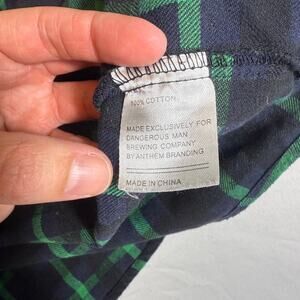 100% COTTON
MADE EXCLUSIVELY FOR
DANGEROUS MAN
BREWING COMPANY
BY ANTHEM BRANDING
MADE IN CHINA